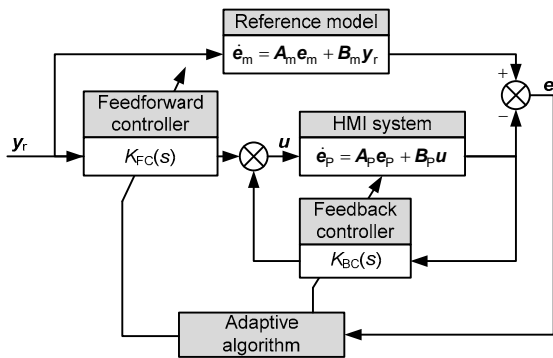 Reference model
ė_m = A_m e_m + B_m y_r
+
e
−
Feedforward
controller
K_FC(s)
y_r
u
HMI system
ė_P = A_P e_P + B_P u
Feedback
controller
K_BC(s)
Adaptive
algorithm